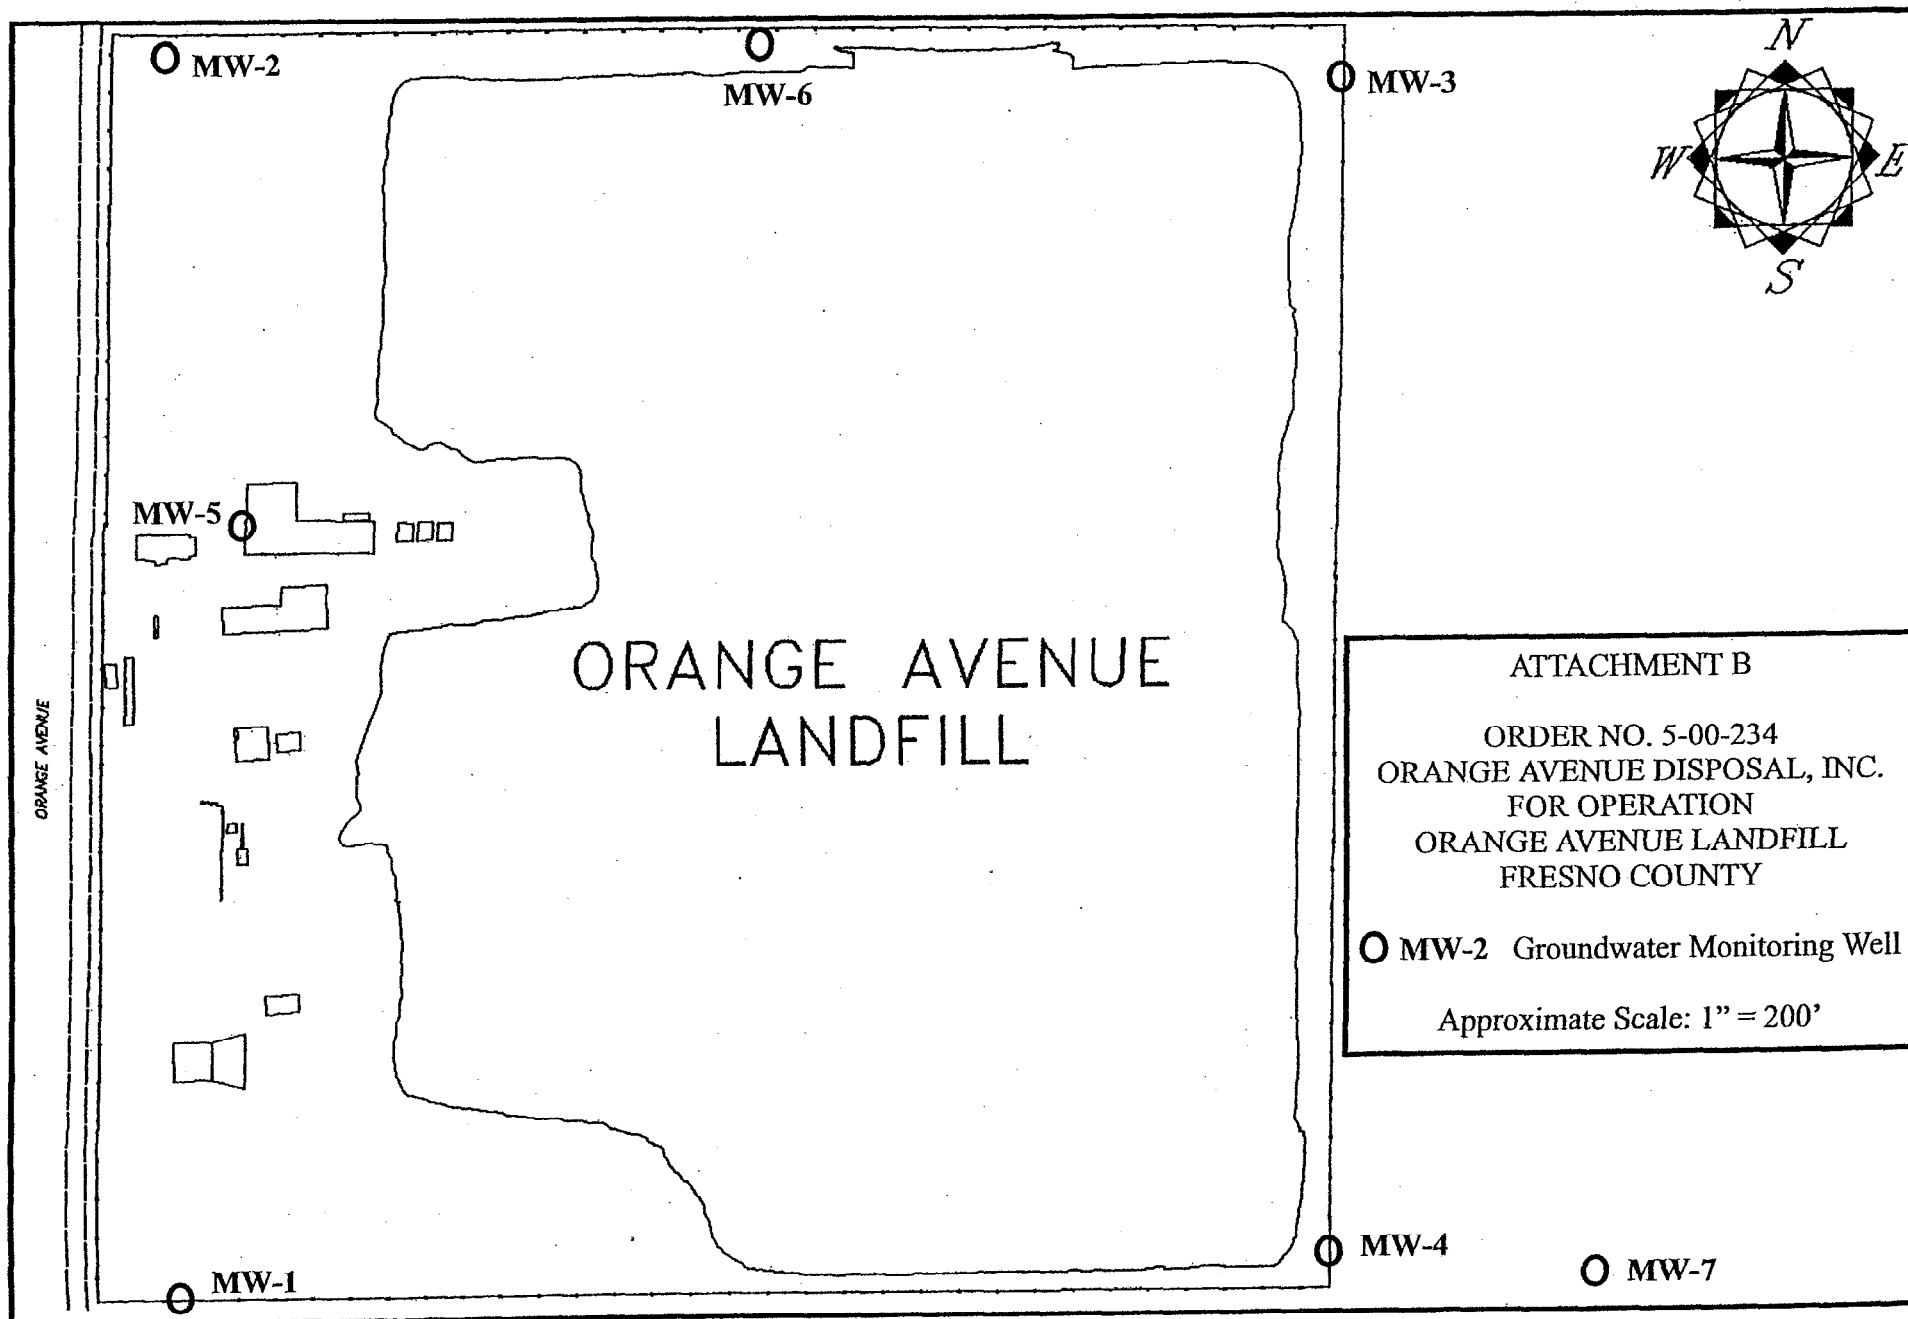 MW-2
MW-6
MW-3
N
W
E
S
MW-5
ORANGE AVENUE
LANDFILL
ORANGE AVENUE
ATTACHMENT B
ORDER NO. 5-00-234
ORANGE AVENUE DISPOSAL, INC.
FOR OPERATION
ORANGE AVENUE LANDFILL
FRESNO COUNTY
MW-2 Groundwater Monitoring Well
Approximate Scale: 1” = 200’
MW-4
MW-7
MW-1